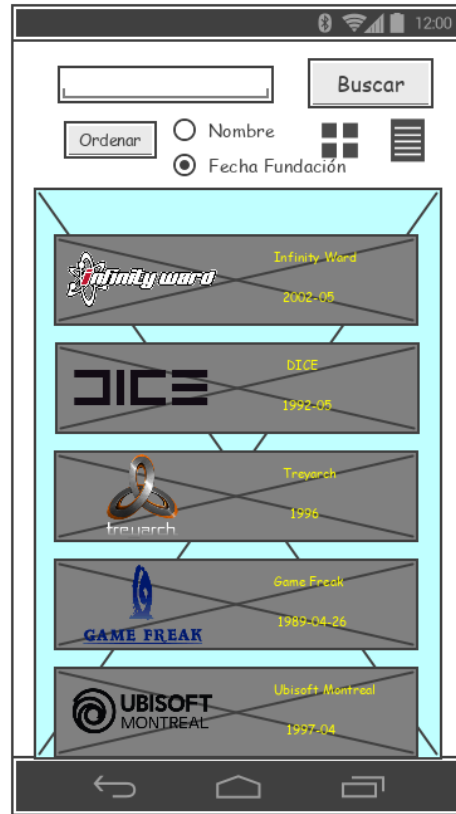 12:00
Buscar
Ordenar
Nombre
Fecha Fundación
infinity ward
Infinity Ward
2002-05
DICE
DICE
1992-05
treyarch
Treyarch
1996
GAME FREAK
Game Freak
1989-04-26
UBISOFT
MONTREAL
Ubisoft Montreal
1997-04